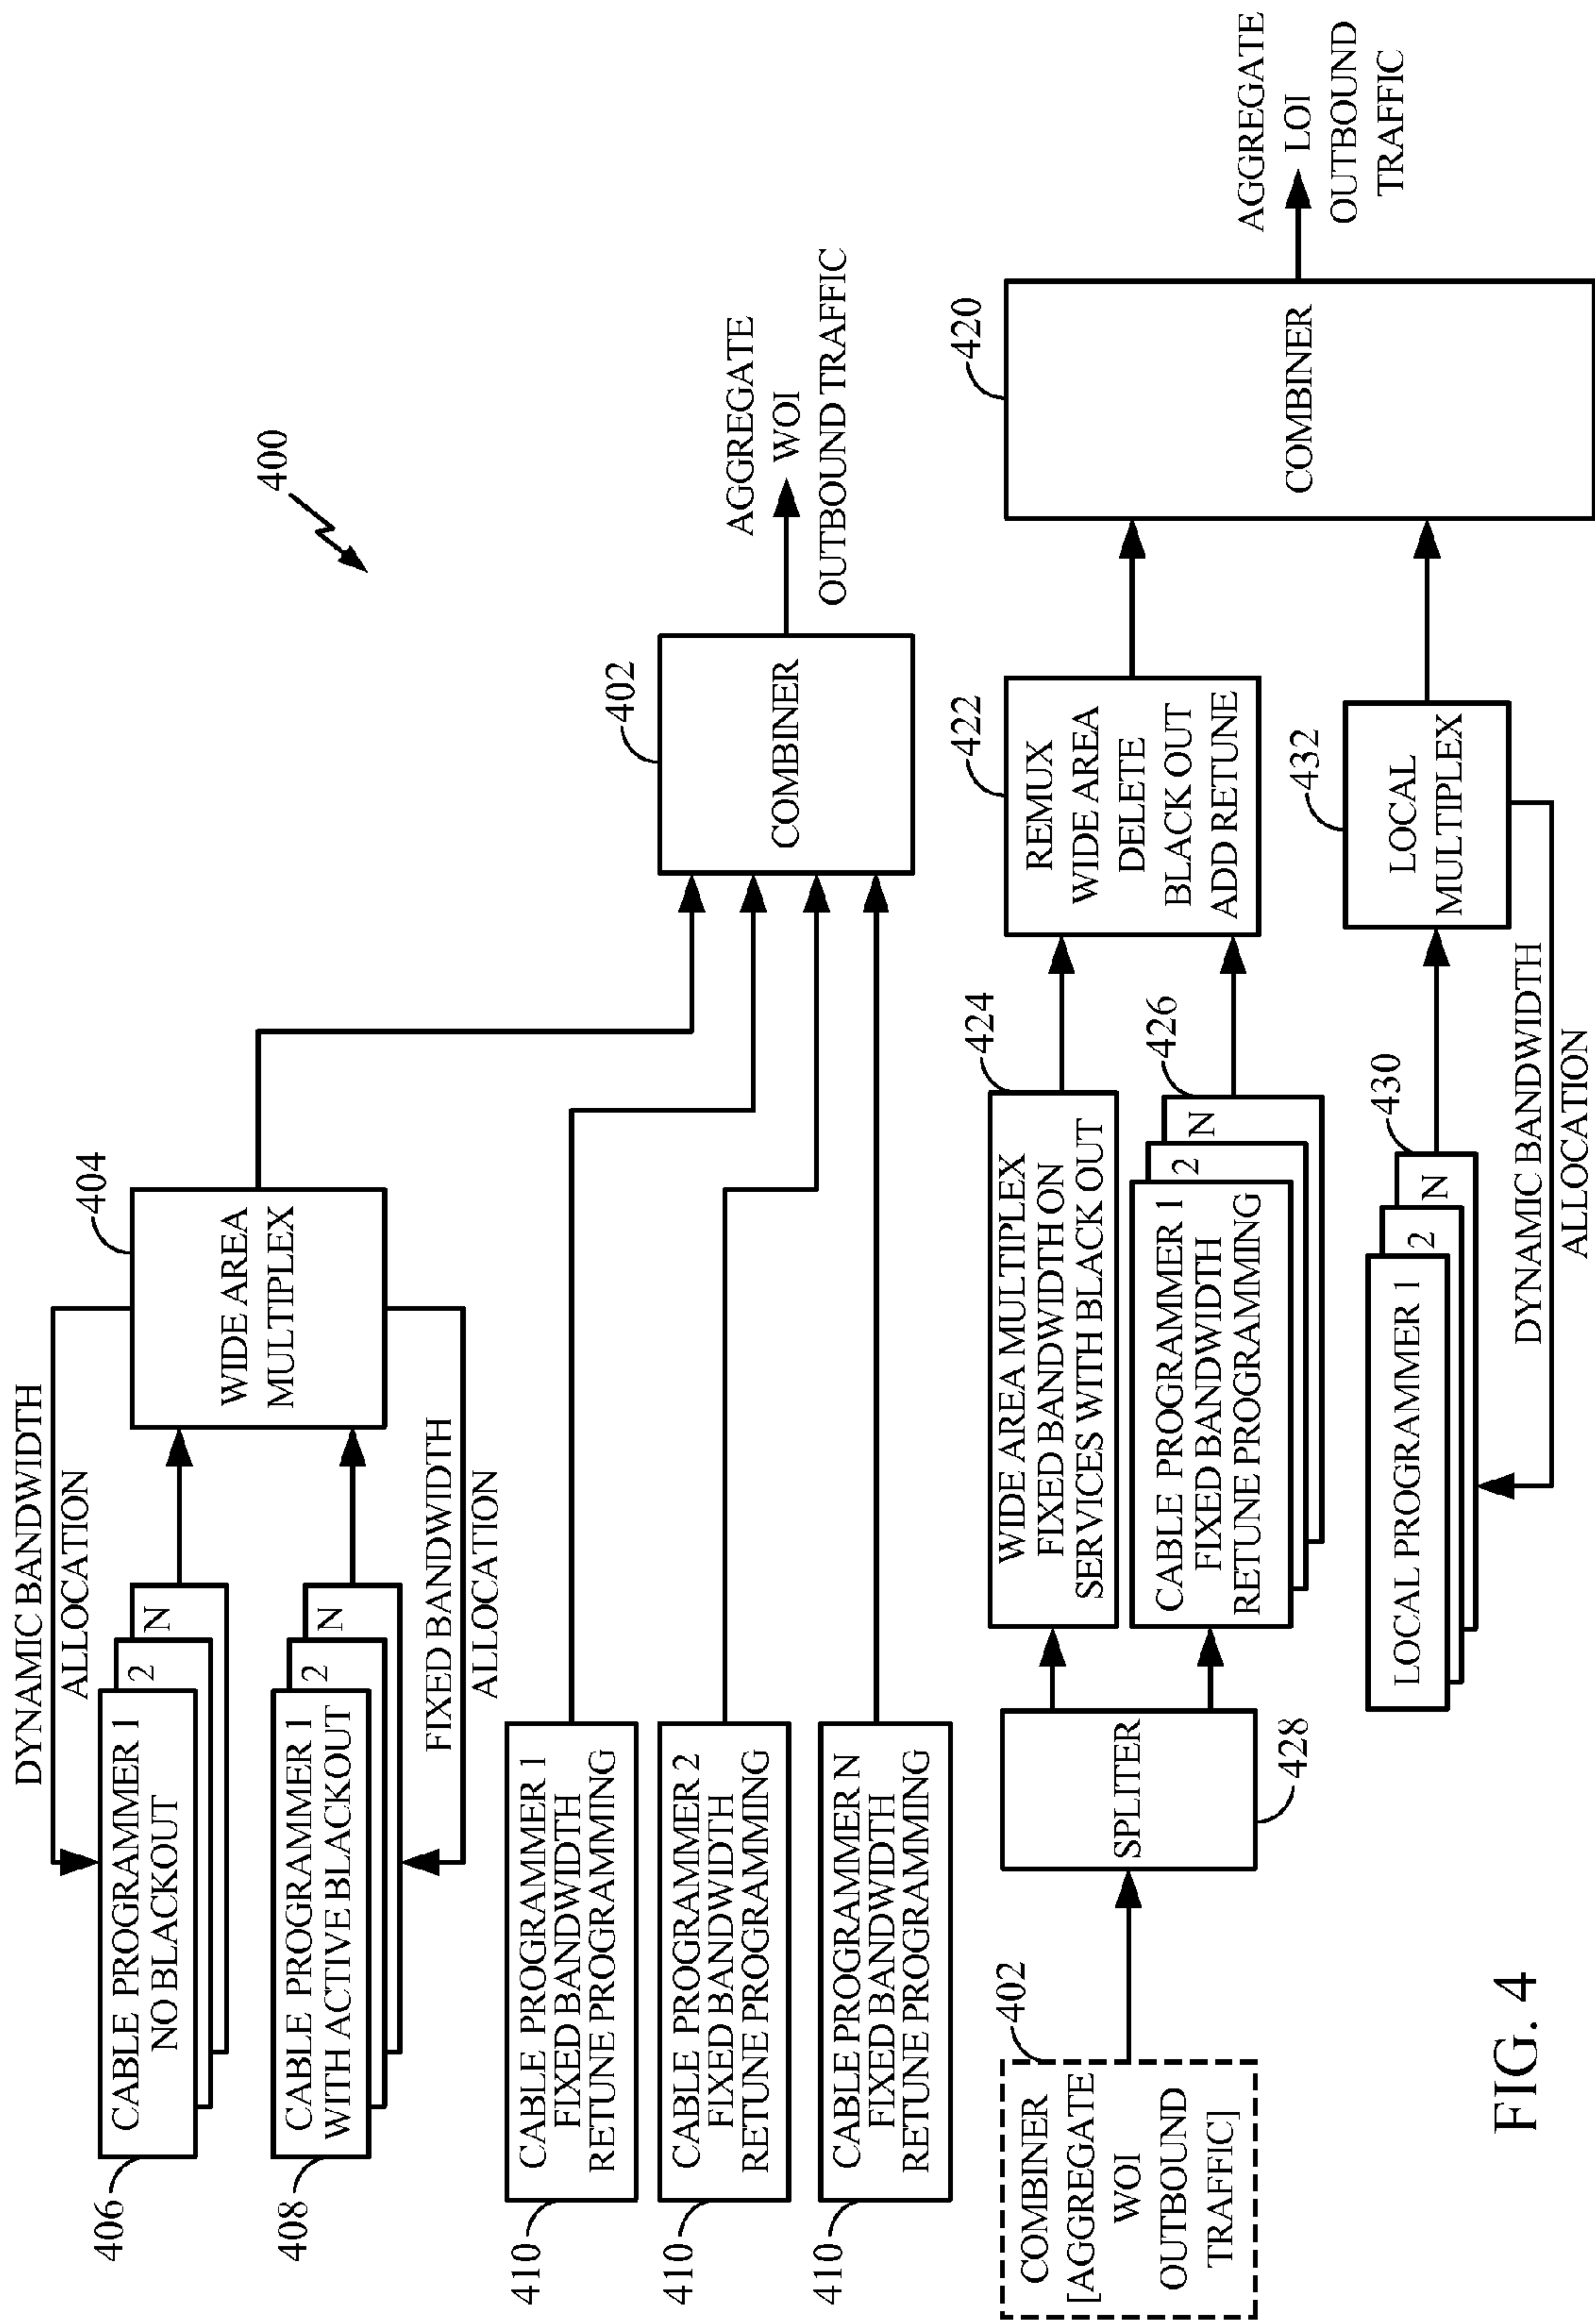 400
DYNAMIC BANDWIDTH
ALLOCATION
406
CABLE PROGRAMMER 1
NO BLACKOUT
2
N
408
CABLE PROGRAMMER 1
WITH ACTIVE BLACKOUT
2
N
FIXED BANDWIDTH
ALLOCATION
404
WIDE AREA
MULTIPLEX
410
CABLE PROGRAMMER 1
FIXED BANDWIDTH
RETUNE PROGRAMMING
410
CABLE PROGRAMMER 2
FIXED BANDWIDTH
RETUNE PROGRAMMING
410
CABLE PROGRAMMER N
FIXED BANDWIDTH
RETUNE PROGRAMMING
402
COMBINER
AGGREGATE
WOI
OUTBOUND TRAFFIC
402
COMBINER
[AGGREGATE
WOI
OUTBOUND
TRAFFIC]
SPLITER
428
424
WIDE AREA MULTIPLEX
FIXED BANDWIDTH ON
SERVICES WITH BLACK OUT
426
CABLE PROGRAMMER 1
FIXED BANDWIDTH
RETUNE PROGRAMMING
2
N
422
REMUX
WIDE AREA
DELETE
BLACK OUT
ADD RETUNE
430
LOCAL PROGRAMMER 1
2
N
432
LOCAL
MULTIPLEX
DYNAMIC BANDWIDTH
ALLOCATION
420
COMBINER
AGGREGATE
LOI
OUTBOUND
TRAFFIC
FIG. 4